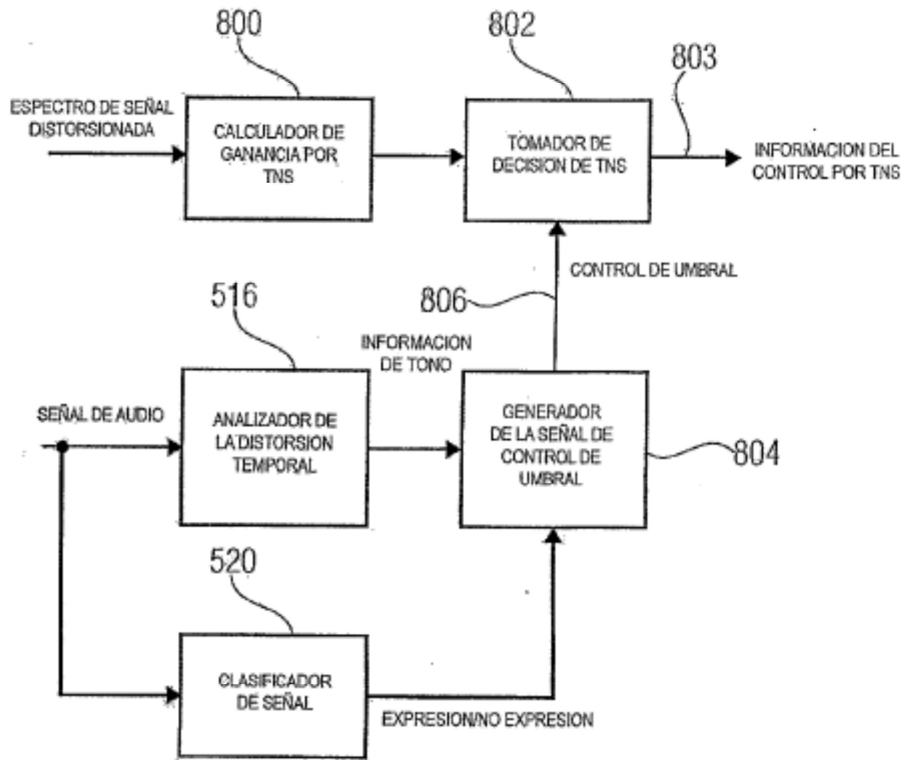 800
802
803
ESPECTRO DE SEÑAL
DISTORSIONADA
CALCULADOR DE
GANANCIA POR
TNS
TOMADOR DE
DECISION DE TNS
INFORMACION DEL
CONTROL POR TNS
CONTROL DE UMBRAL
516
806
INFORMACION
DE TONO
SEÑAL DE AUDIO
ANALIZADOR DE
LA DISTORSION
TEMPORAL
GENERADOR
DE LA SEÑAL DE
CONTROL DE
UMBRAL
804
520
CLASIFICADOR
DE SEÑAL
EXPRESION/NO EXPRESION